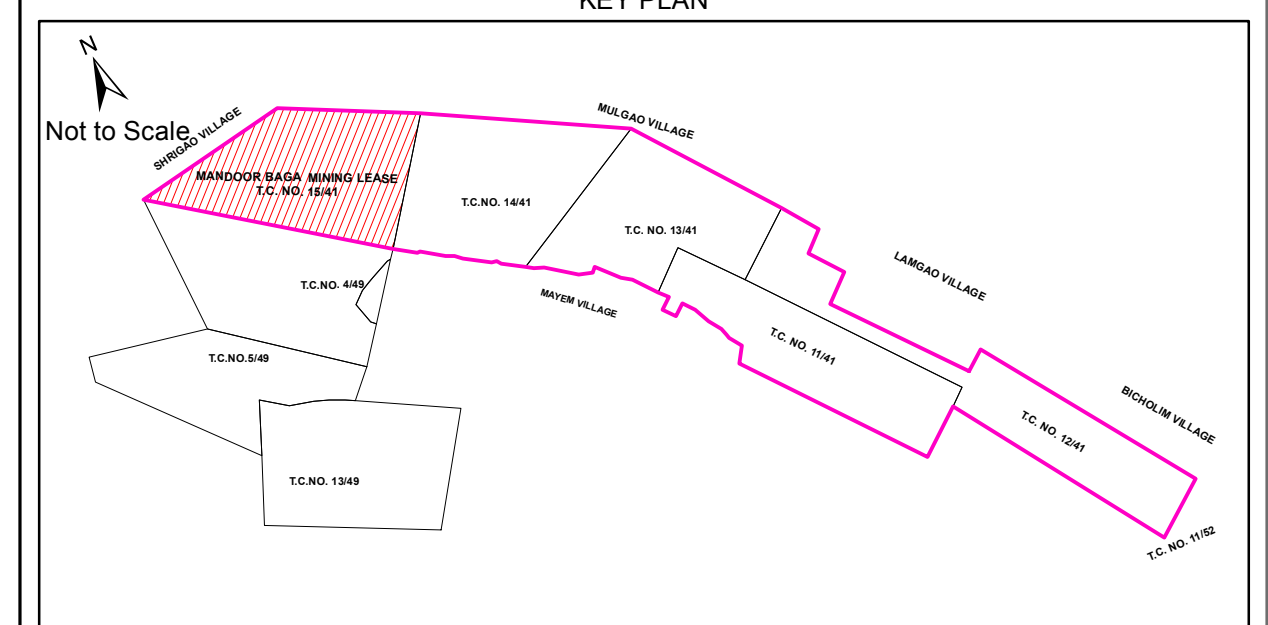 KEY PLAN
N
Not to Scale
SHRIGAO VILLAGE
MULGAO VILLAGE
MANDOOR BAGA MINING LEASE
T.C. NO. 15/41
T.C.NO. 14/41
T.C. NO. 13/41
LAMGAO VILLAGE
T.C.NO. 4/49
MAYEM VILLAGE
T.C. NO. 11/41
T.C.NO.5/49
BICHOLIM VILLAGE
T.C. NO. 12/41
T.C.NO. 13/49
T.C. NO. 11/52